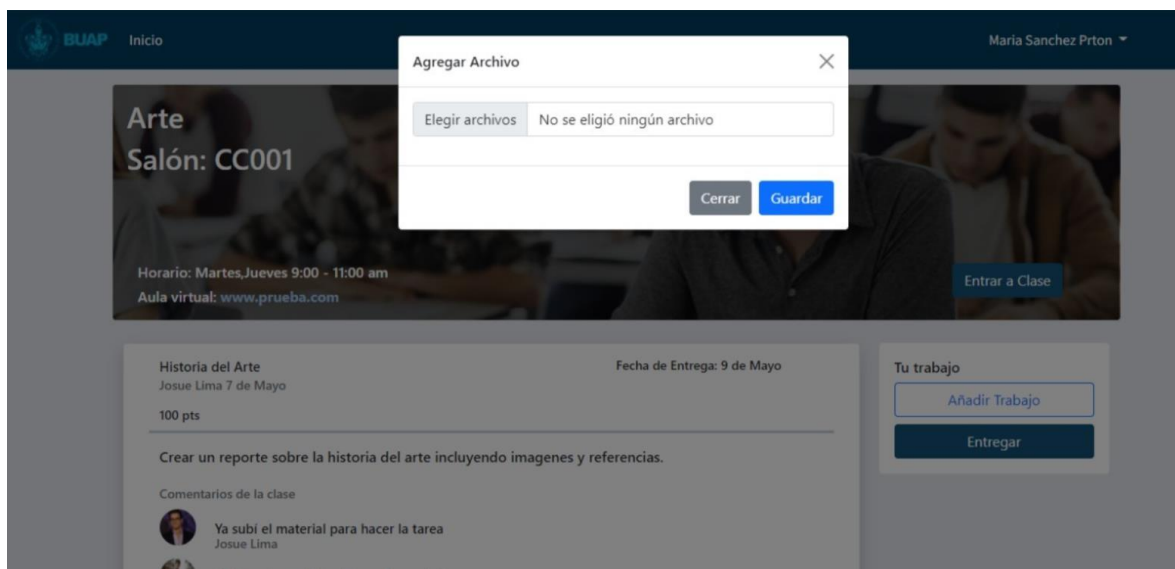 BUAP
Inicio
Maria Sanchez Prton
Agregar Archivo
Elegir archivos
No se eligió ningún archivo
Cerrar
Guardar
Arte
Salón: CC001
Horario: Martes,Jueves 9:00 - 11:00 am
Aula virtual: www.prueba.com
Entrar a Clase
Historia del Arte
Fecha de Entrega: 9 de Mayo
Josue Lima 7 de Mayo
100 pts
Crear un reporte sobre la historia del arte incluyendo imagenes y referencias.
Comentarios de la clase
Ya subí el material para hacer la tarea
Josue Lima
Tu trabajo
Añadir Trabajo
Entregar